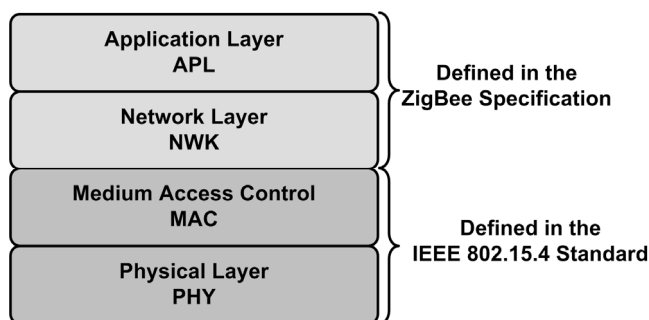 Application Layer
APL
Defined in the
ZigBee Specification
Network Layer
NWK
Medium Access Control
MAC
Defined in the
IEEE 802.15.4 Standard
Physical Layer
PHY